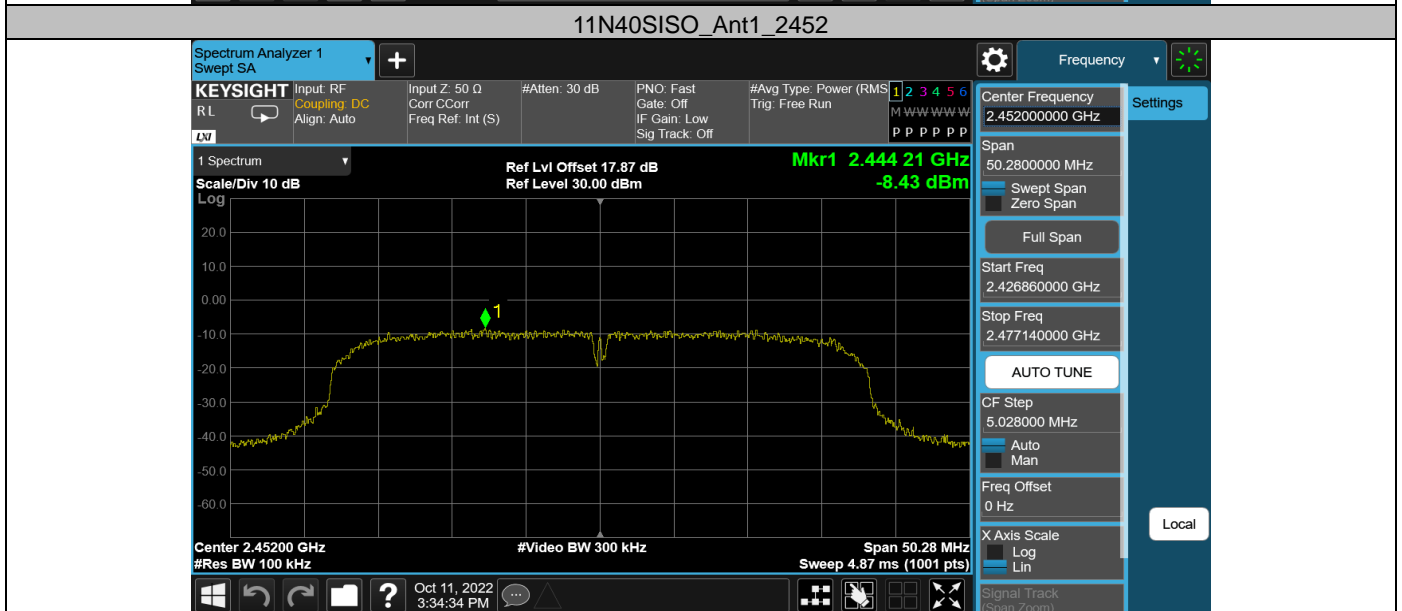 11N40SISO_Ant1_2452
Spectrum Analyzer 1
Swept SA
+
Frequency
KEYSIGHT
RL
LXI
Input: RF
Coupling: DC
Align: Auto
Input Z: 50 Ω
Corr CCorr
Freq Ref: Int (S)
#Atten: 30 dB
PNO: Fast
Gate: Off
IF Gain: Low
Sig Track: Off
#Avg Type: Power (RMS
Trig: Free Run
1 2 3 4 5 6
M W W W W W
P P P P P P
Center Frequency
2.452000000 GHz
Settings
Span
50.2800000 MHz
Swept Span
Zero Span
Full Span
Start Freq
2.426860000 GHz
Stop Freq
2.477140000 GHz
AUTO TUNE
CF Step
5.028000 MHz
Auto
Man
Freq Offset
0 Hz
X Axis Scale
Log
Lin
Signal Track
(Span Zoom)
Local
1 Spectrum
Scale/Div 10 dB
Log
Ref Lvl Offset 17.87 dB
Ref Level 30.00 dBm
Mkr1 2.444 21 GHz
-8.43 dBm
20.0
10.0
0.00
1
-10.0
-20.0
-30.0
-40.0
-50.0
-60.0
Center 2.45200 GHz
#Res BW 100 kHz
#Video BW 300 kHz
Span 50.28 MHz
Sweep 4.87 ms (1001 pts)
?
Oct 11, 2022
3:34:34 PM